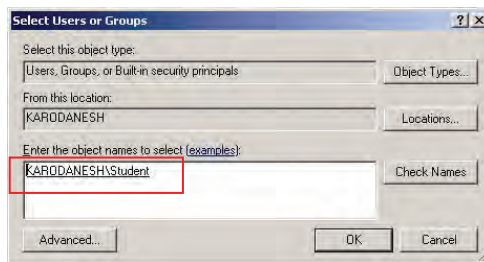 Select Users or Groups
Select this object type:
Users, Groups, or Built-in security principals
Object Types...
From this location:
KARODANESH
Locations...
Enter the object names to select (examples):
KARODANESH\Student
Check Names
Advanced...
OK
Cancel